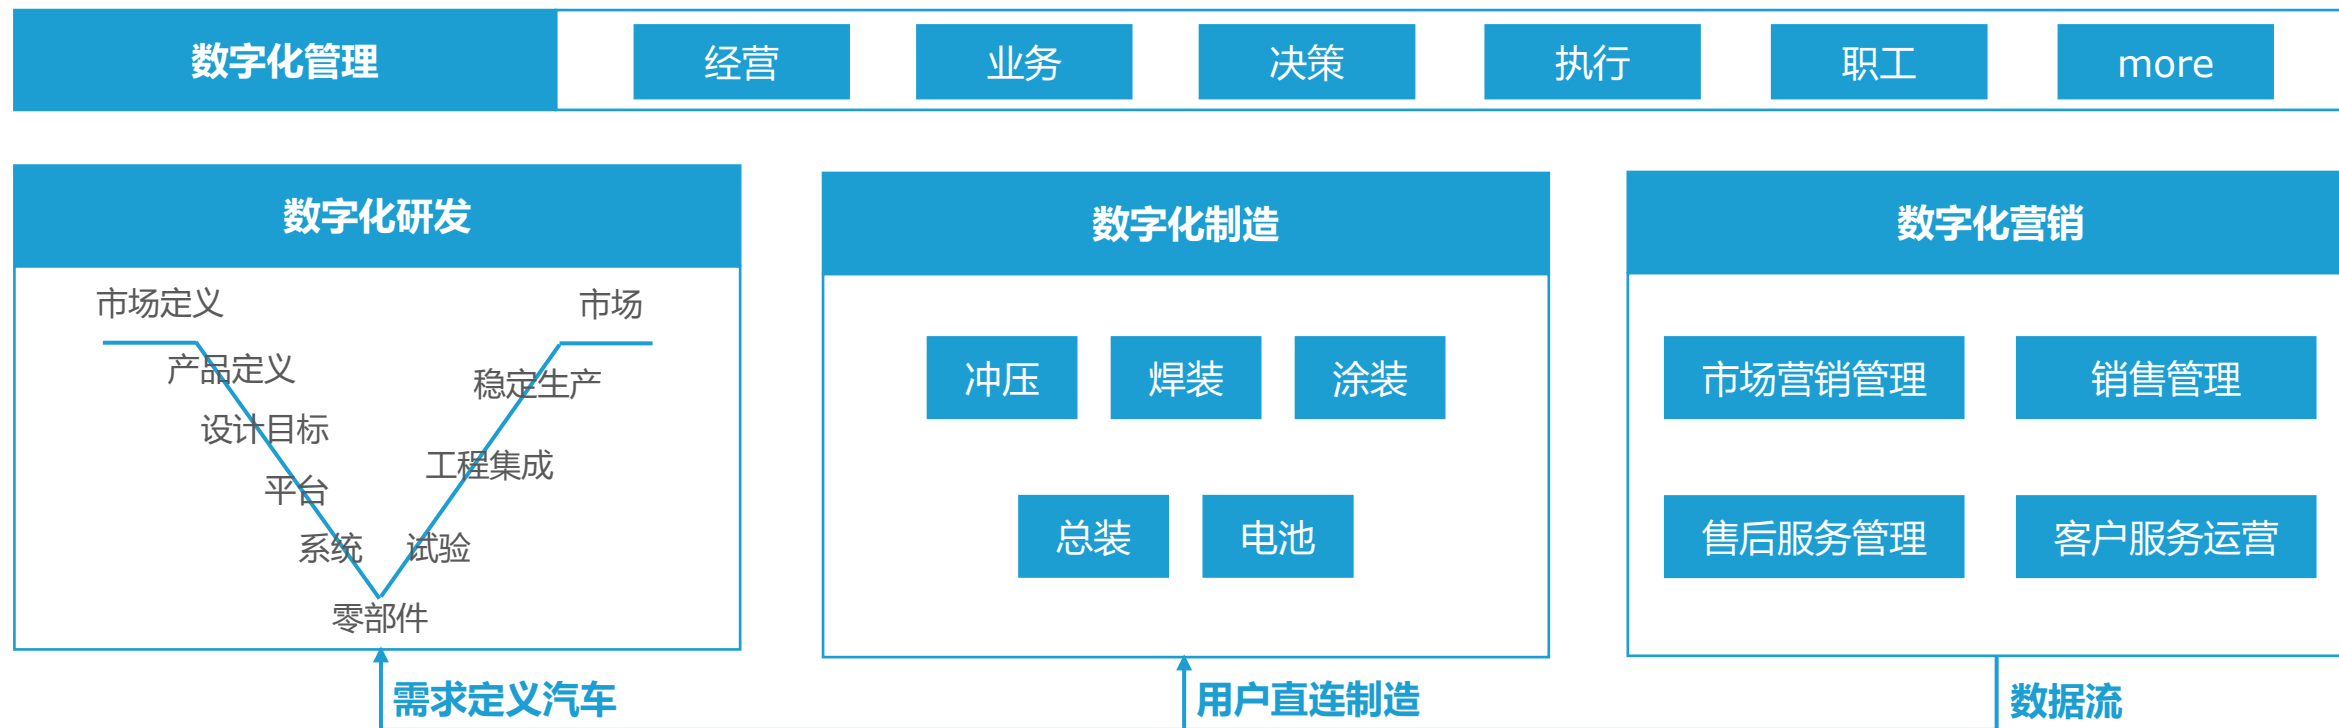 数字化管理 经营 业务 决策 执行 职工 more
数字化研发
市场定义 市场
产品定义
稳定生产
设计目标
工程集成
平台
系统 试验
零部件
数字化制造
冲压 焊装 涂装
总装 电池
数字化营销
市场营销管理 销售管理
售后服务管理 客户服务运营
需求定义汽车 用户直连制造 数据流